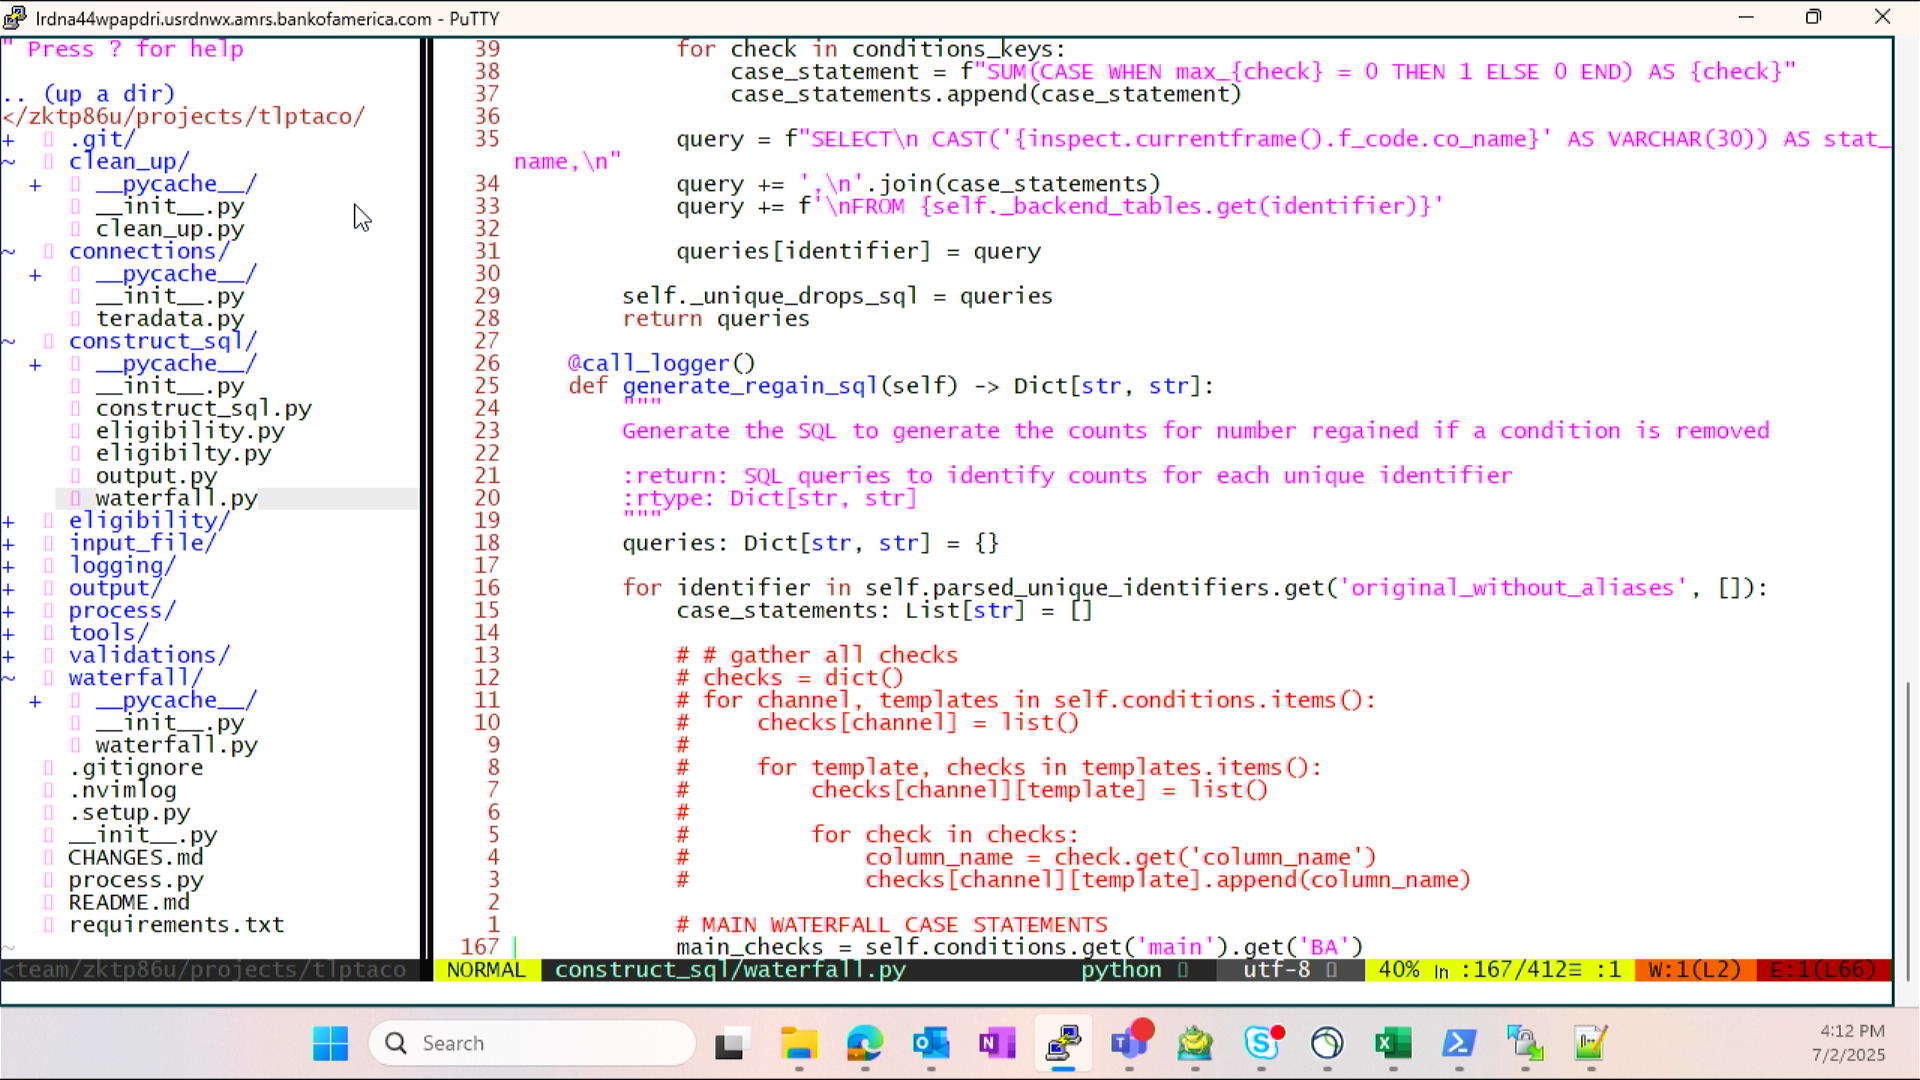 lrdna44wpapdri.usrdnwx.amrs.bankofamerica.com - PuTTY
" Press ? for help
.. (up a dir)
</zktp86u/projects/tlptaco/
+ .git/
~ clean_up/
+ __pycache__/
__init__.py
clean_up.py
~ connections/
+ __pycache__/
__init__.py
teradata.py
~ construct_sql/
+ __pycache__/
__init__.py
construct_sql.py
eligibility.py
eligibilty.py
output.py
waterfall.py
+ eligibility/
+ input_file/
+ logging/
+ output/
+ process/
+ tools/
+ validations/
~ waterfall/
+ __pycache__/
__init__.py
waterfall.py
.gitignore
.nvimlog
.setup.py
__init__.py
CHANGES.md
process.py
README.md
requirements.txt
~
<team/zktp86u/projects/tlptaco
39 for check in conditions_keys:
38 case_statement = f"SUM(CASE WHEN max_{check} = 0 THEN 1 ELSE 0 END) AS {check}"
37 case_statements.append(case_statement)
36
35 query = f"SELECT\n CAST('{inspect.currentframe().f_code.co_name}' AS VARCHAR(30)) AS stat_
name,\n"
34 query += ',\n'.join(case_statements)
33 query += f'\nFROM {self._backend_tables.get(identifier)}'
32
31 queries[identifier] = query
30
29 self._unique_drops_sql = queries
28 return queries
27
26 @call_logger()
25 def generate_regain_sql(self) -> Dict[str, str]:
24 """
23 Generate the SQL to generate the counts for number regained if a condition is removed
22
21 :return: SQL queries to identify counts for each unique identifier
20 :rtype: Dict[str, str]
19 """
18 queries: Dict[str, str] = {}
17
16 for identifier in self.parsed_unique_identifiers.get('original_without_aliases', []):
15 case_statements: List[str] = []
14
13 # # gather all checks
12 # checks = dict()
11 # for channel, templates in self.conditions.items():
10 # checks[channel] = list()
9 #
8 # for template, checks in templates.items():
7 # checks[channel][template] = list()
6 #
5 # for check in checks:
4 # column_name = check.get('column_name')
3 # checks[channel][template].append(column_name)
2
1 # MAIN WATERFALL CASE STATEMENTS
167 main_checks = self.conditions.get('main').get('BA')
NORMAL construct_sql/waterfall.py python utf-8 40% ln :167/412≡ :1 W:1(L2) E:1(L66)
Search
4:12 PM
7/2/2025